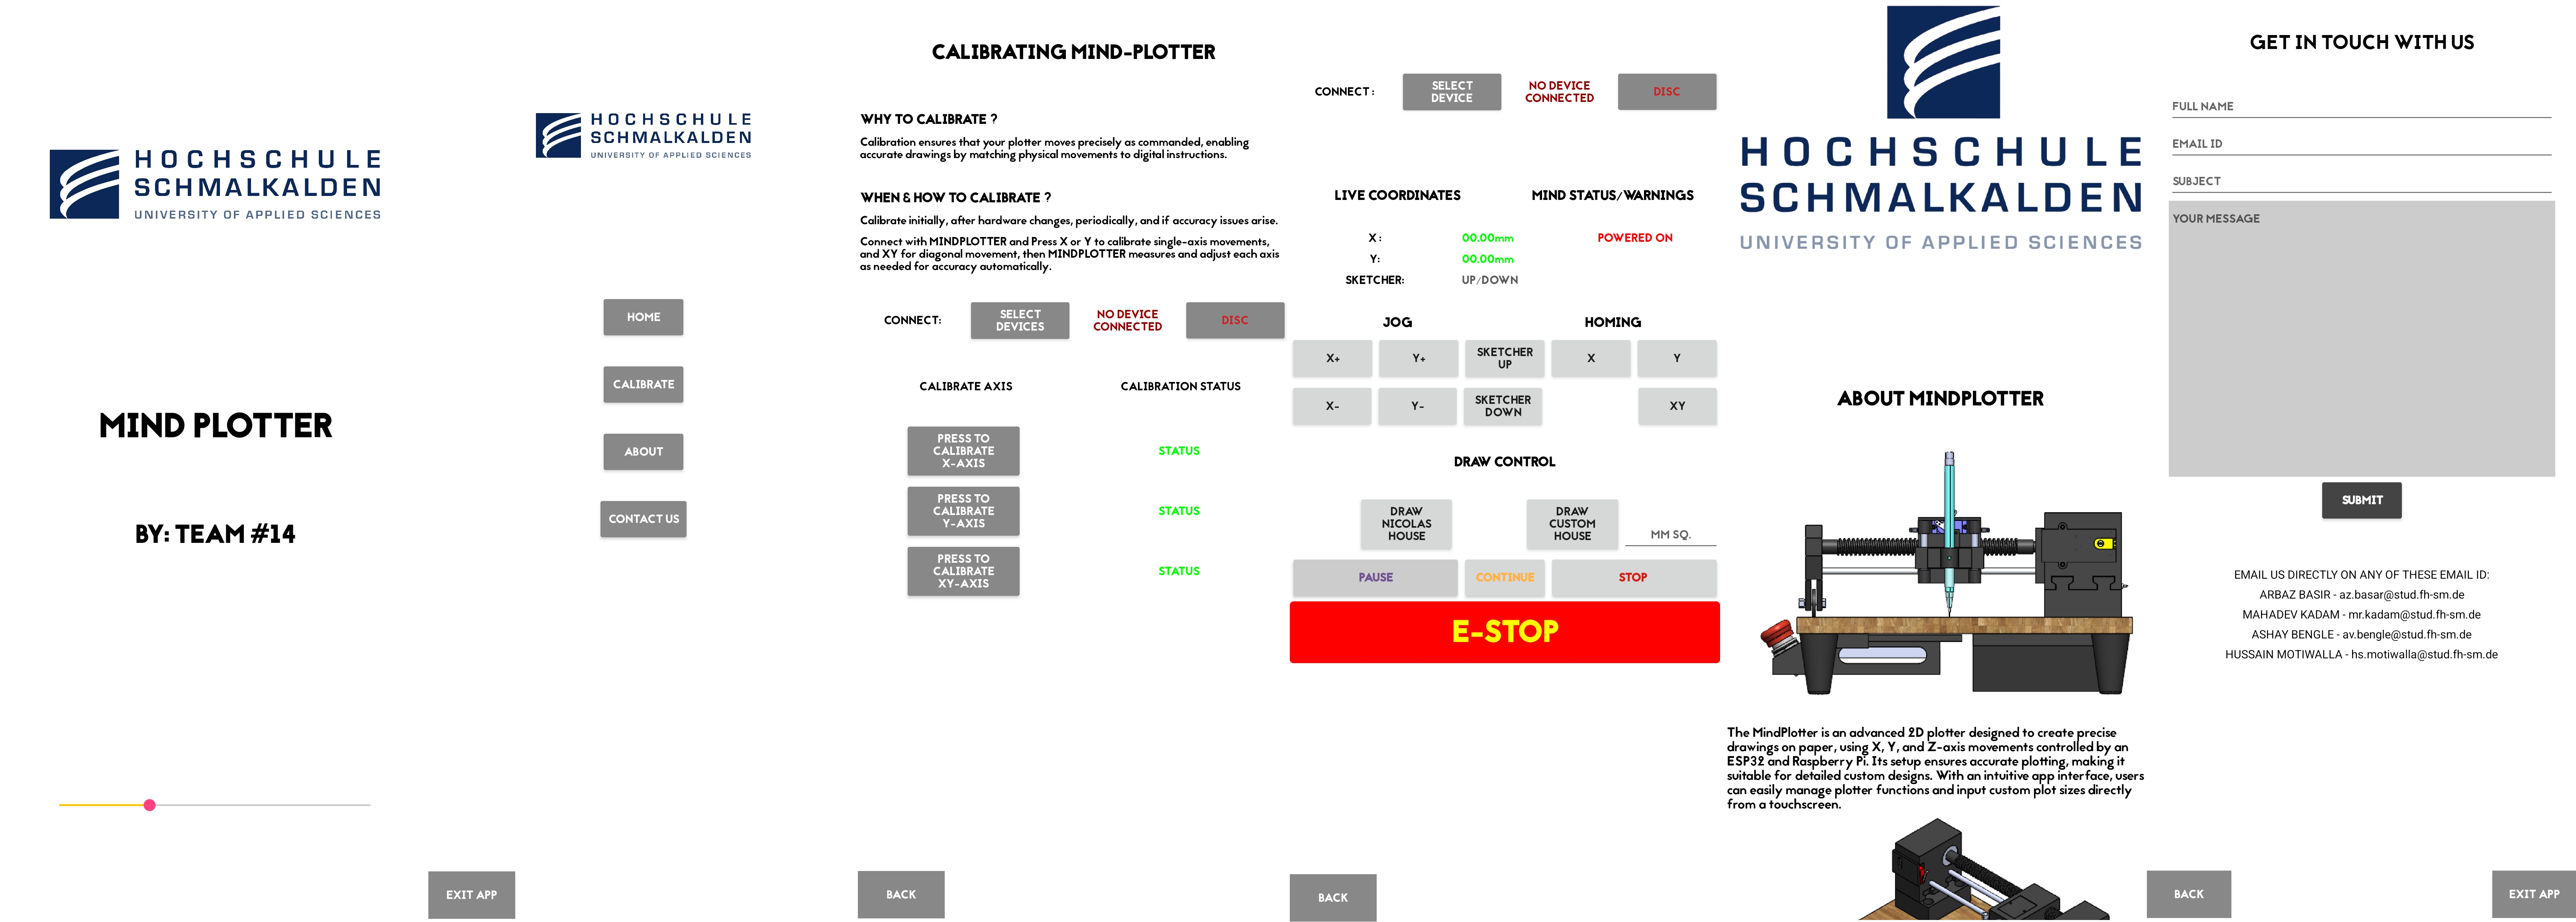 HOCHSCHULE
SCHMALKALDEN
UNIVERSITY OF APPLIED SCIENCES
MIND PLOTTER
BY: TEAM #14
HOCHSCHULE
SCHMALKALDEN
UNIVERSITY OF APPLIED SCIENCES
HOME
CALIBRATE
ABOUT
CONTACT US
EXIT APP
CALIBRATING MIND-PLOTTER
WHY TO CALIBRATE ?
Calibration ensures that your plotter moves precisely as commanded, enabling
accurate drawings by matching physical movements to digital instructions.
WHEN & HOW TO CALIBRATE ?
Calibrate initially, after hardware changes, periodically, and if accuracy issues arise.
Connect with MINDPLOTTER and Press X or Y to calibrate single-axis movements,
and XY for diagonal movement, then MINDPLOTTER measures and adjust each axis
as needed for accuracy automatically.
CONNECT:
SELECT
DEVICES
NO DEVICE
CONNECTED
DISC
CALIBRATE AXIS
CALIBRATION STATUS
PRESS TO
CALIBRATE
X-AXIS
STATUS
PRESS TO
CALIBRATE
Y-AXIS
STATUS
PRESS TO
CALIBRATE
XY-AXIS
STATUS
BACK
CONNECT :
SELECT
DEVICE
NO DEVICE
CONNECTED
DISC
LIVE COORDINATES
MIND STATUS/WARNINGS
X :
00.00mm
POWERED ON
Y:
00.00mm
SKETCHER:
UP/DOWN
JOG
HOMING
X+
Y+
SKETCHER
UP
X
Y
X-
Y-
SKETCHER
DOWN
XY
DRAW CONTROL
DRAW
NICOLAS
HOUSE
DRAW
CUSTOM
HOUSE
MM SQ.
PAUSE
CONTINUE
STOP
E-STOP
BACK
HOCHSCHULE
SCHMALKALDEN
UNIVERSITY OF APPLIED SCIENCES
ABOUT MINDPLOTTER
The MindPlotter is an advanced 2D plotter designed to create precise
drawings on paper, using X, Y, and Z-axis movements controlled by an
ESP32 and Raspberry Pi. Its setup ensures accurate plotting, making it
suitable for detailed custom designs. With an intuitive app interface, users
can easily manage plotter functions and input custom plot sizes directly
from a touchscreen.
BACK
GET IN TOUCH WITH US
FULL NAME
EMAIL ID
SUBJECT
YOUR MESSAGE
SUBMIT
EMAIL US DIRECTLY ON ANY OF THESE EMAIL ID:
ARBAZ BASIR - az.basar@stud.fh-sm.de
MAHADEV KADAM - mr.kadam@stud.fh-sm.de
ASHAY BENGLE - av.bengle@stud.fh-sm.de
HUSSAIN MOTIWALLA - hs.motiwalla@stud.fh-sm.de
EXIT APP